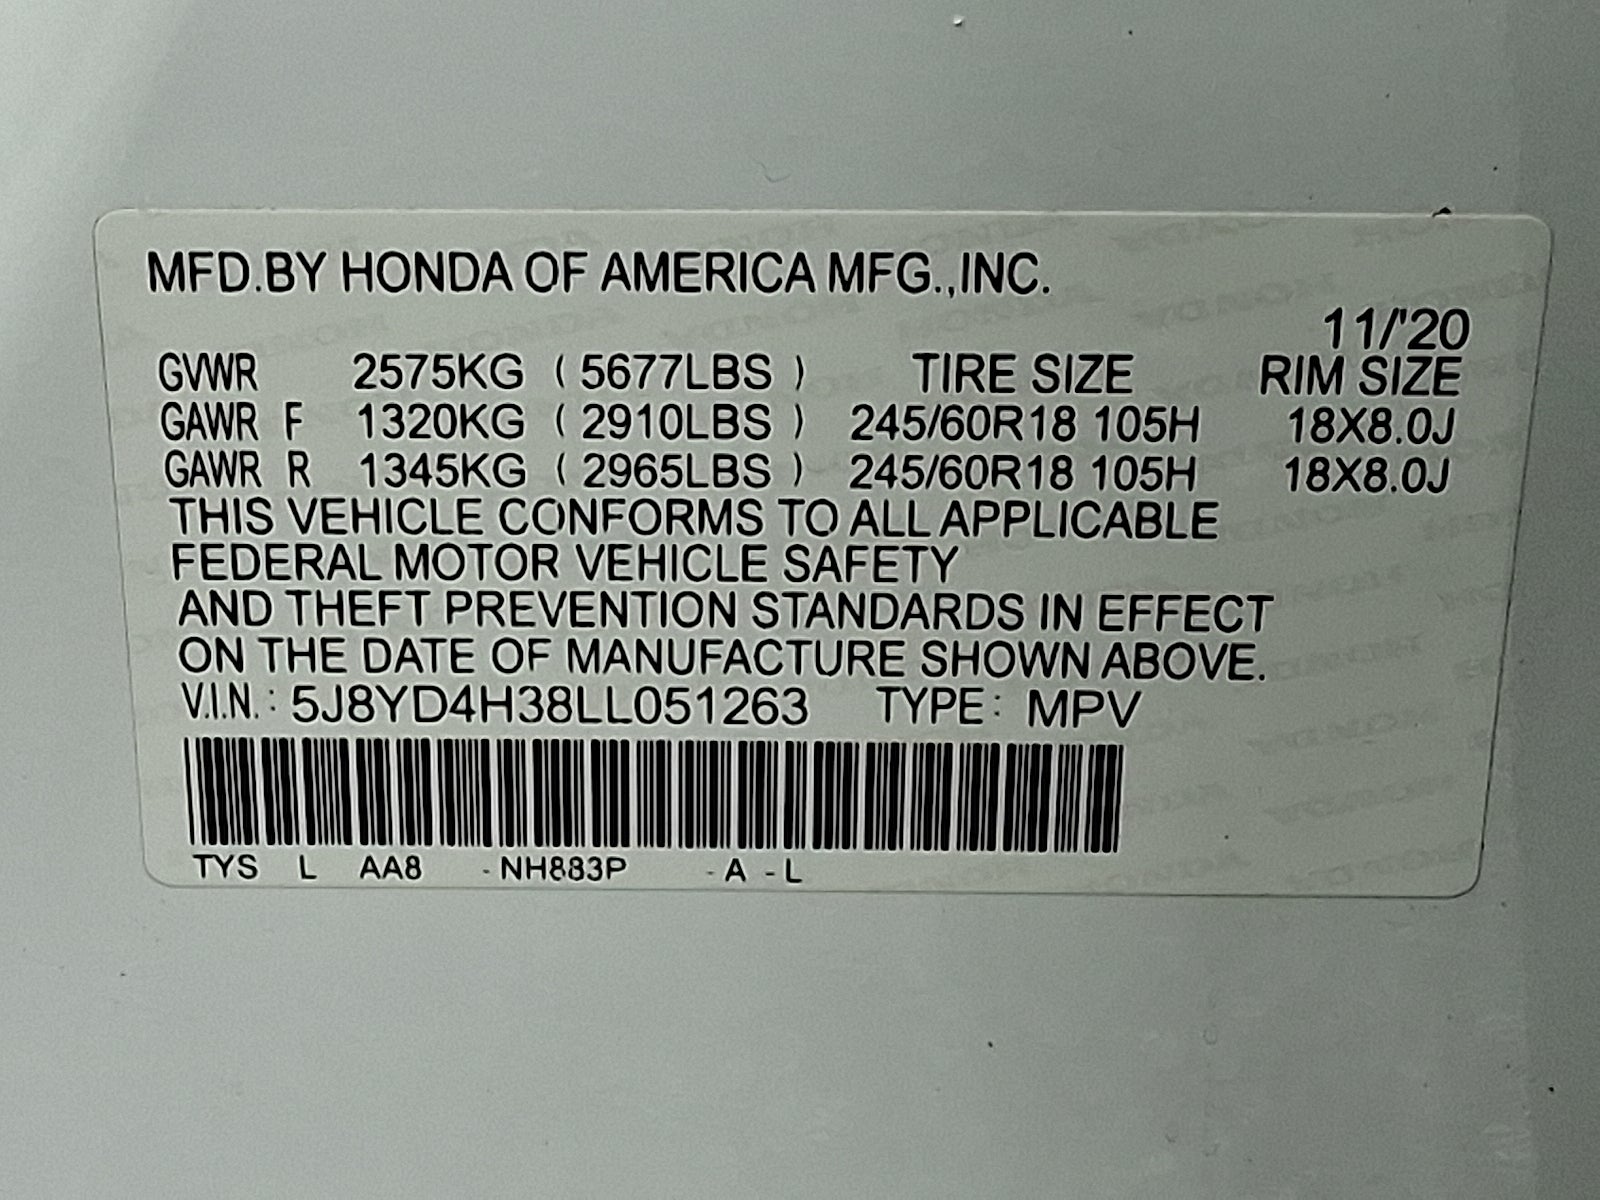 MFD.BY HONDA OF AMERICA MFG.,INC.
11/'20
GVWR 2575KG ( 5677LBS ) TIRE SIZE RIM SIZE
GAWR F 1320KG ( 2910LBS ) 245/60R18 105H 18X8.0J
GAWR R 1345KG ( 2965LBS ) 245/60R18 105H 18X8.0J
THIS VEHICLE CONFORMS TO ALL APPLICABLE
FEDERAL MOTOR VEHICLE SAFETY
AND THEFT PREVENTION STANDARDS IN EFFECT
ON THE DATE OF MANUFACTURE SHOWN ABOVE.
V.I.N.: 5J8YD4H38LL051263 TYPE: MPV
TYS L AA8 -NH883P -A -L